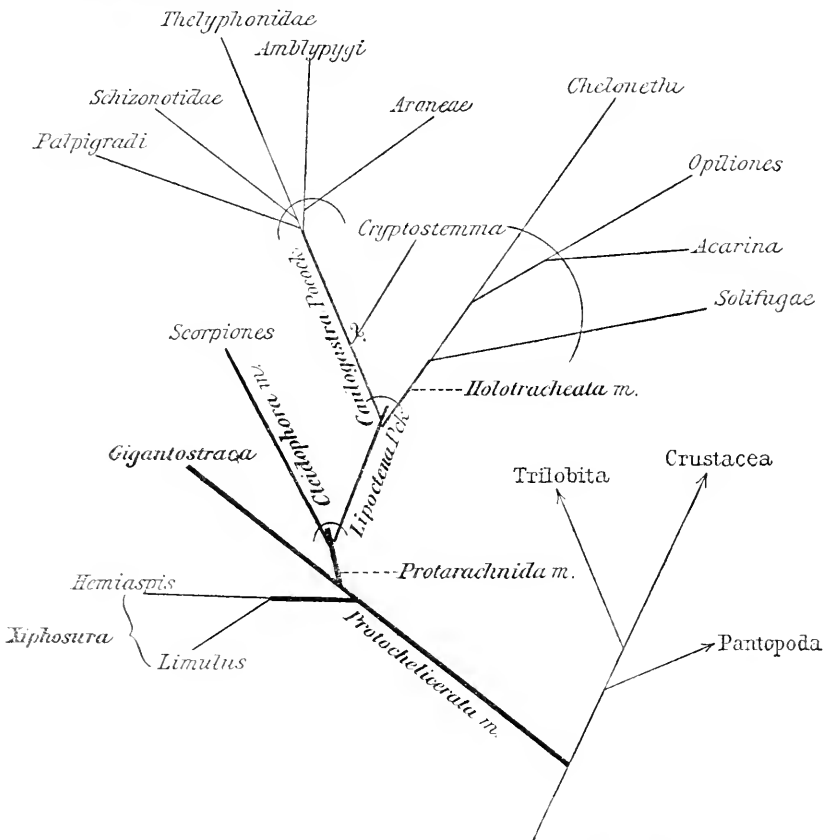 Thelyphonidae
Amblypygi
Schizonotidae
Araneae
Chelonethi
Palpigradi
Opiliones
Cryptostemma
Acarina
Solifugae
Caulogastra Pocock.
χ.
Scorpiones
Holotracheata m.
Cteidophora m.
Lipoctena Pck
Gigantostraca
Trilobita
Crustacea
Protarachnida m.
Hemiaspis
Xiphosura
Limulus
Protochelicerata m.
Pantopoda